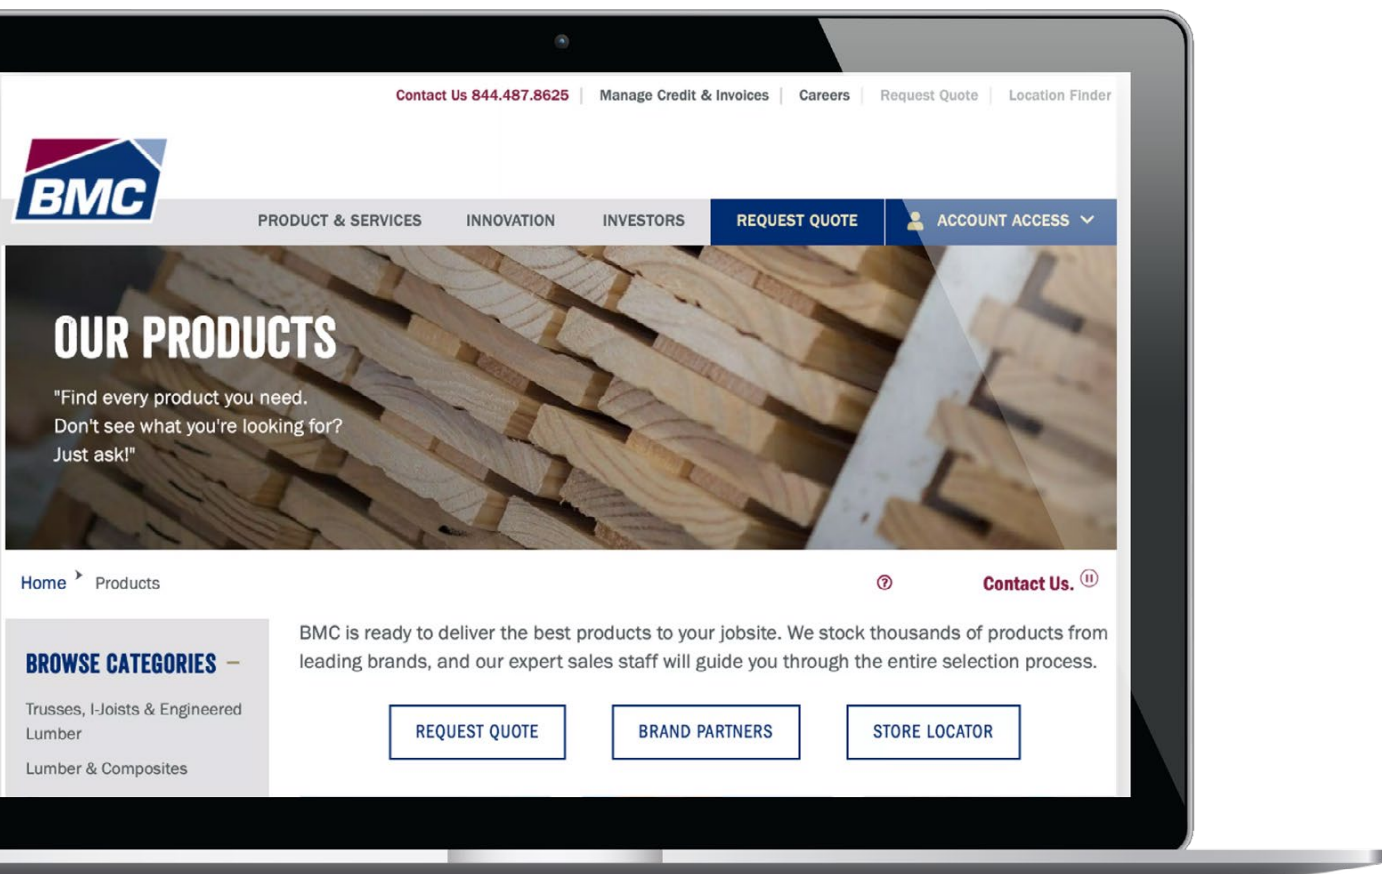 Contact Us 844.487.8625 | Manage Credit & Invoices | Careers | Request Quote | Location Finder
BMC
PRODUCT & SERVICES INNOVATION INVESTORS REQUEST QUOTE ACCOUNT ACCESS
OUR PRODUCTS
"Find every product you need.
Don't see what you're looking for?
Just ask!"
Home Products
Contact Us.
BMC is ready to deliver the best products to your jobsite. We stock thousands of products from
leading brands, and our expert sales staff will guide you through the entire selection process.
BROWSE CATEGORIES –
Trusses, I-Joists & Engineered
Lumber
Lumber & Composites
REQUEST QUOTE BRAND PARTNERS STORE LOCATOR